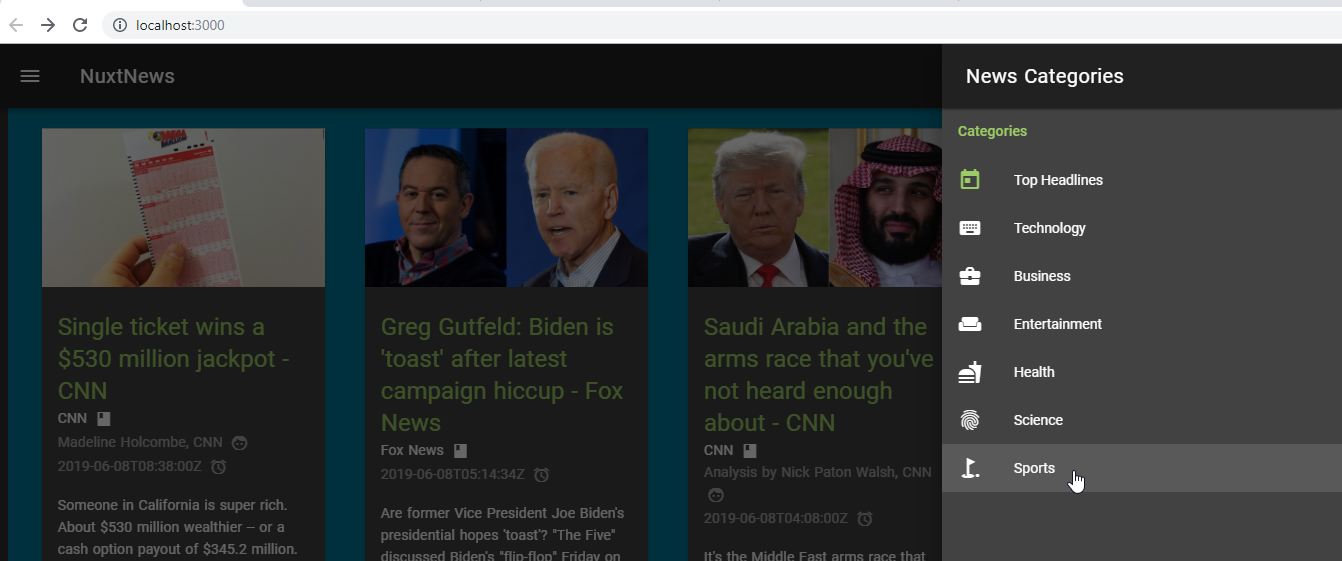 localhost:3000
NuxtNews
News Categories
Categories
Top Headlines
Technology
Business
Entertainment
Health
Science
Sports
Single ticket wins a
$530 million jackpot -
CNN
CNN
Madeline Holcombe, CNN
2019-06-08T08:38:00Z
Someone in California is super rich.
About $530 million wealthier – or a
cash option payout of $345.2 million.
Greg Gutfeld: Biden is
'toast' after latest
campaign hiccup - Fox
News
Fox News
2019-06-08T05:14:34Z
Are former Vice President Joe Biden's
presidential hopes 'toast'? "The Five"
discussed Biden's "flip-flop" Friday on
Saudi Arabia and the
arms race that you've
not heard enough
about - CNN
CNN
Analysis by Nick Paton Walsh, CNN
2019-06-08T04:08:00Z
It's the Middle East arms race that